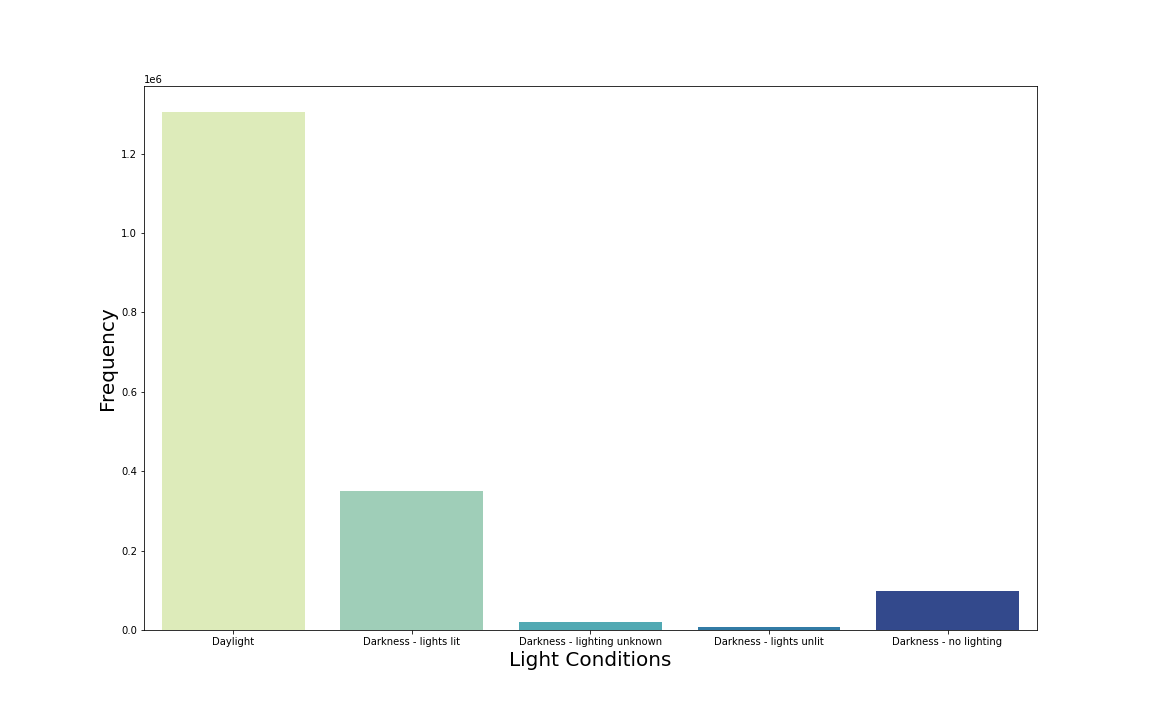 1e6
1.2
1.0
0.8
0.6
0.4
0.2
0.0
Frequency
Daylight
Darkness - lights lit
Darkness - lighting unknown
Darkness - lights unlit
Darkness - no lighting
Light Conditions